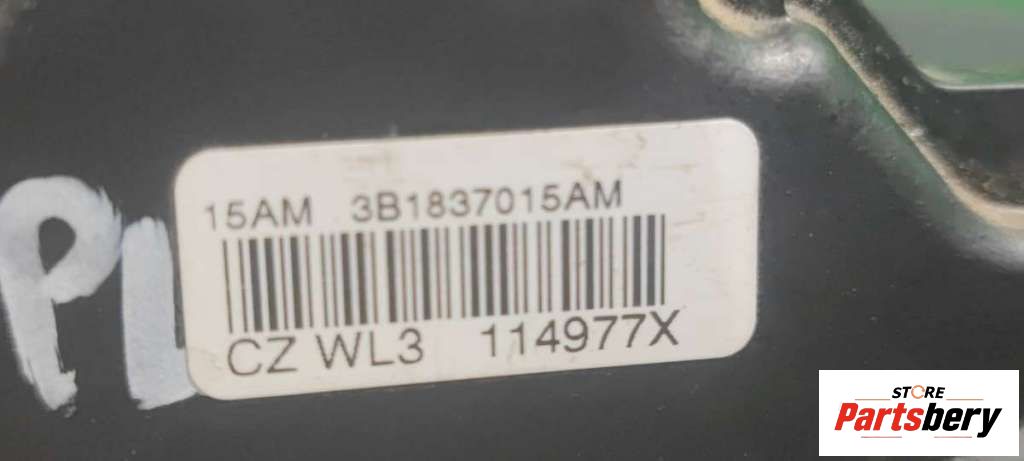 15AM 3B1837015AM
CZ WL3 114977X
PL
STORE
Partsbery